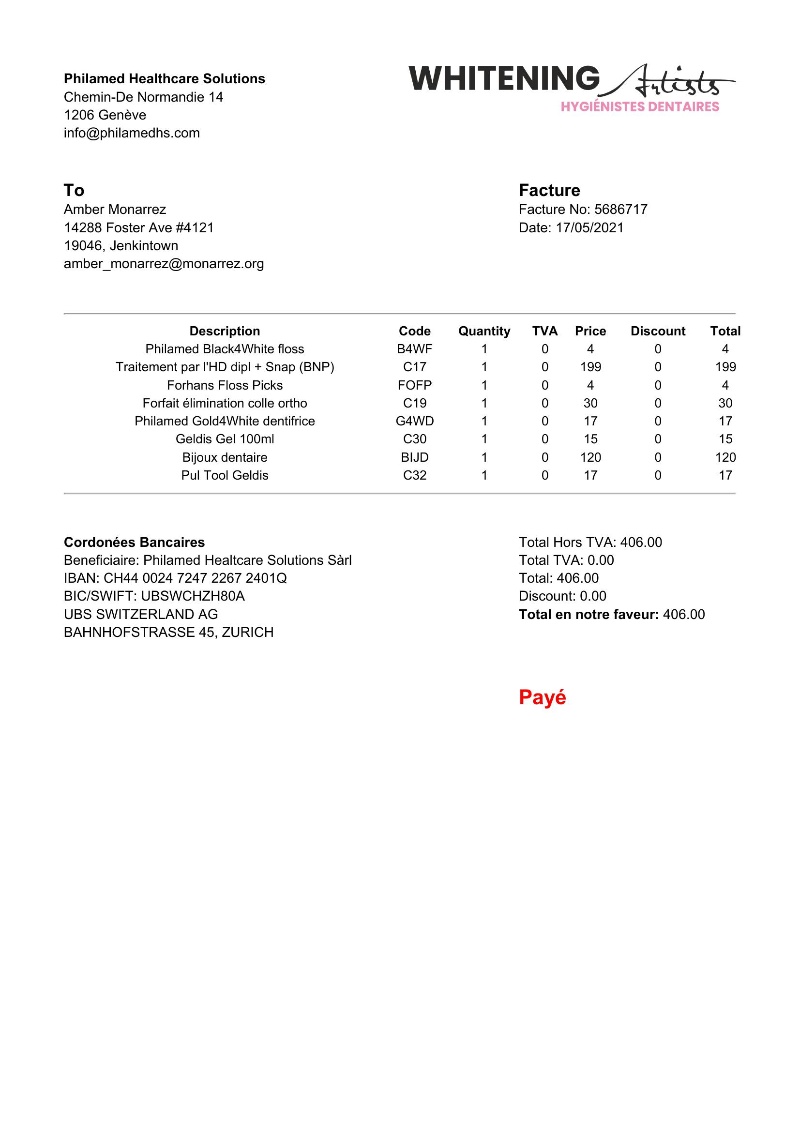 Philamed Healthcare Solutions
Chemin-De Normandie 14
1206 Genève
info@philamedhs.com
WHITENING Artists
HYGIÉNISTES DENTAIRES
To
Amber Monarrez
14288 Foster Ave #4121
19046, Jenkintown
amber_monarrez@monarrez.org
Facture
Facture No: 5686717
Date: 17/05/2021
Description Code Quantity TVA Price Discount Total
Philamed Black4White floss B4WF 1 0 4 0 4
Traitement par l'HD dipl + Snap (BNP) C17 1 0 199 0 199
Forhans Floss Picks FOFP 1 0 4 0 4
Forfait élimination colle ortho C19 1 0 30 0 30
Philamed Gold4White dentifrice G4WD 1 0 17 0 17
Geldis Gel 100ml C30 1 0 15 0 15
Bijoux dentaire BIJD 1 0 120 0 120
Pul Tool Geldis C32 1 0 17 0 17
Cordonées Bancaires
Beneficiaire: Philamed Healtcare Solutions Sàrl
IBAN: CH44 0024 7247 2267 2401Q
BIC/SWIFT: UBSWCHZH80A
UBS SWITZERLAND AG
BAHNHOFSTRASSE 45, ZURICH
Total Hors TVA: 406.00
Total TVA: 0.00
Total: 406.00
Discount: 0.00
Total en notre faveur: 406.00
Payé